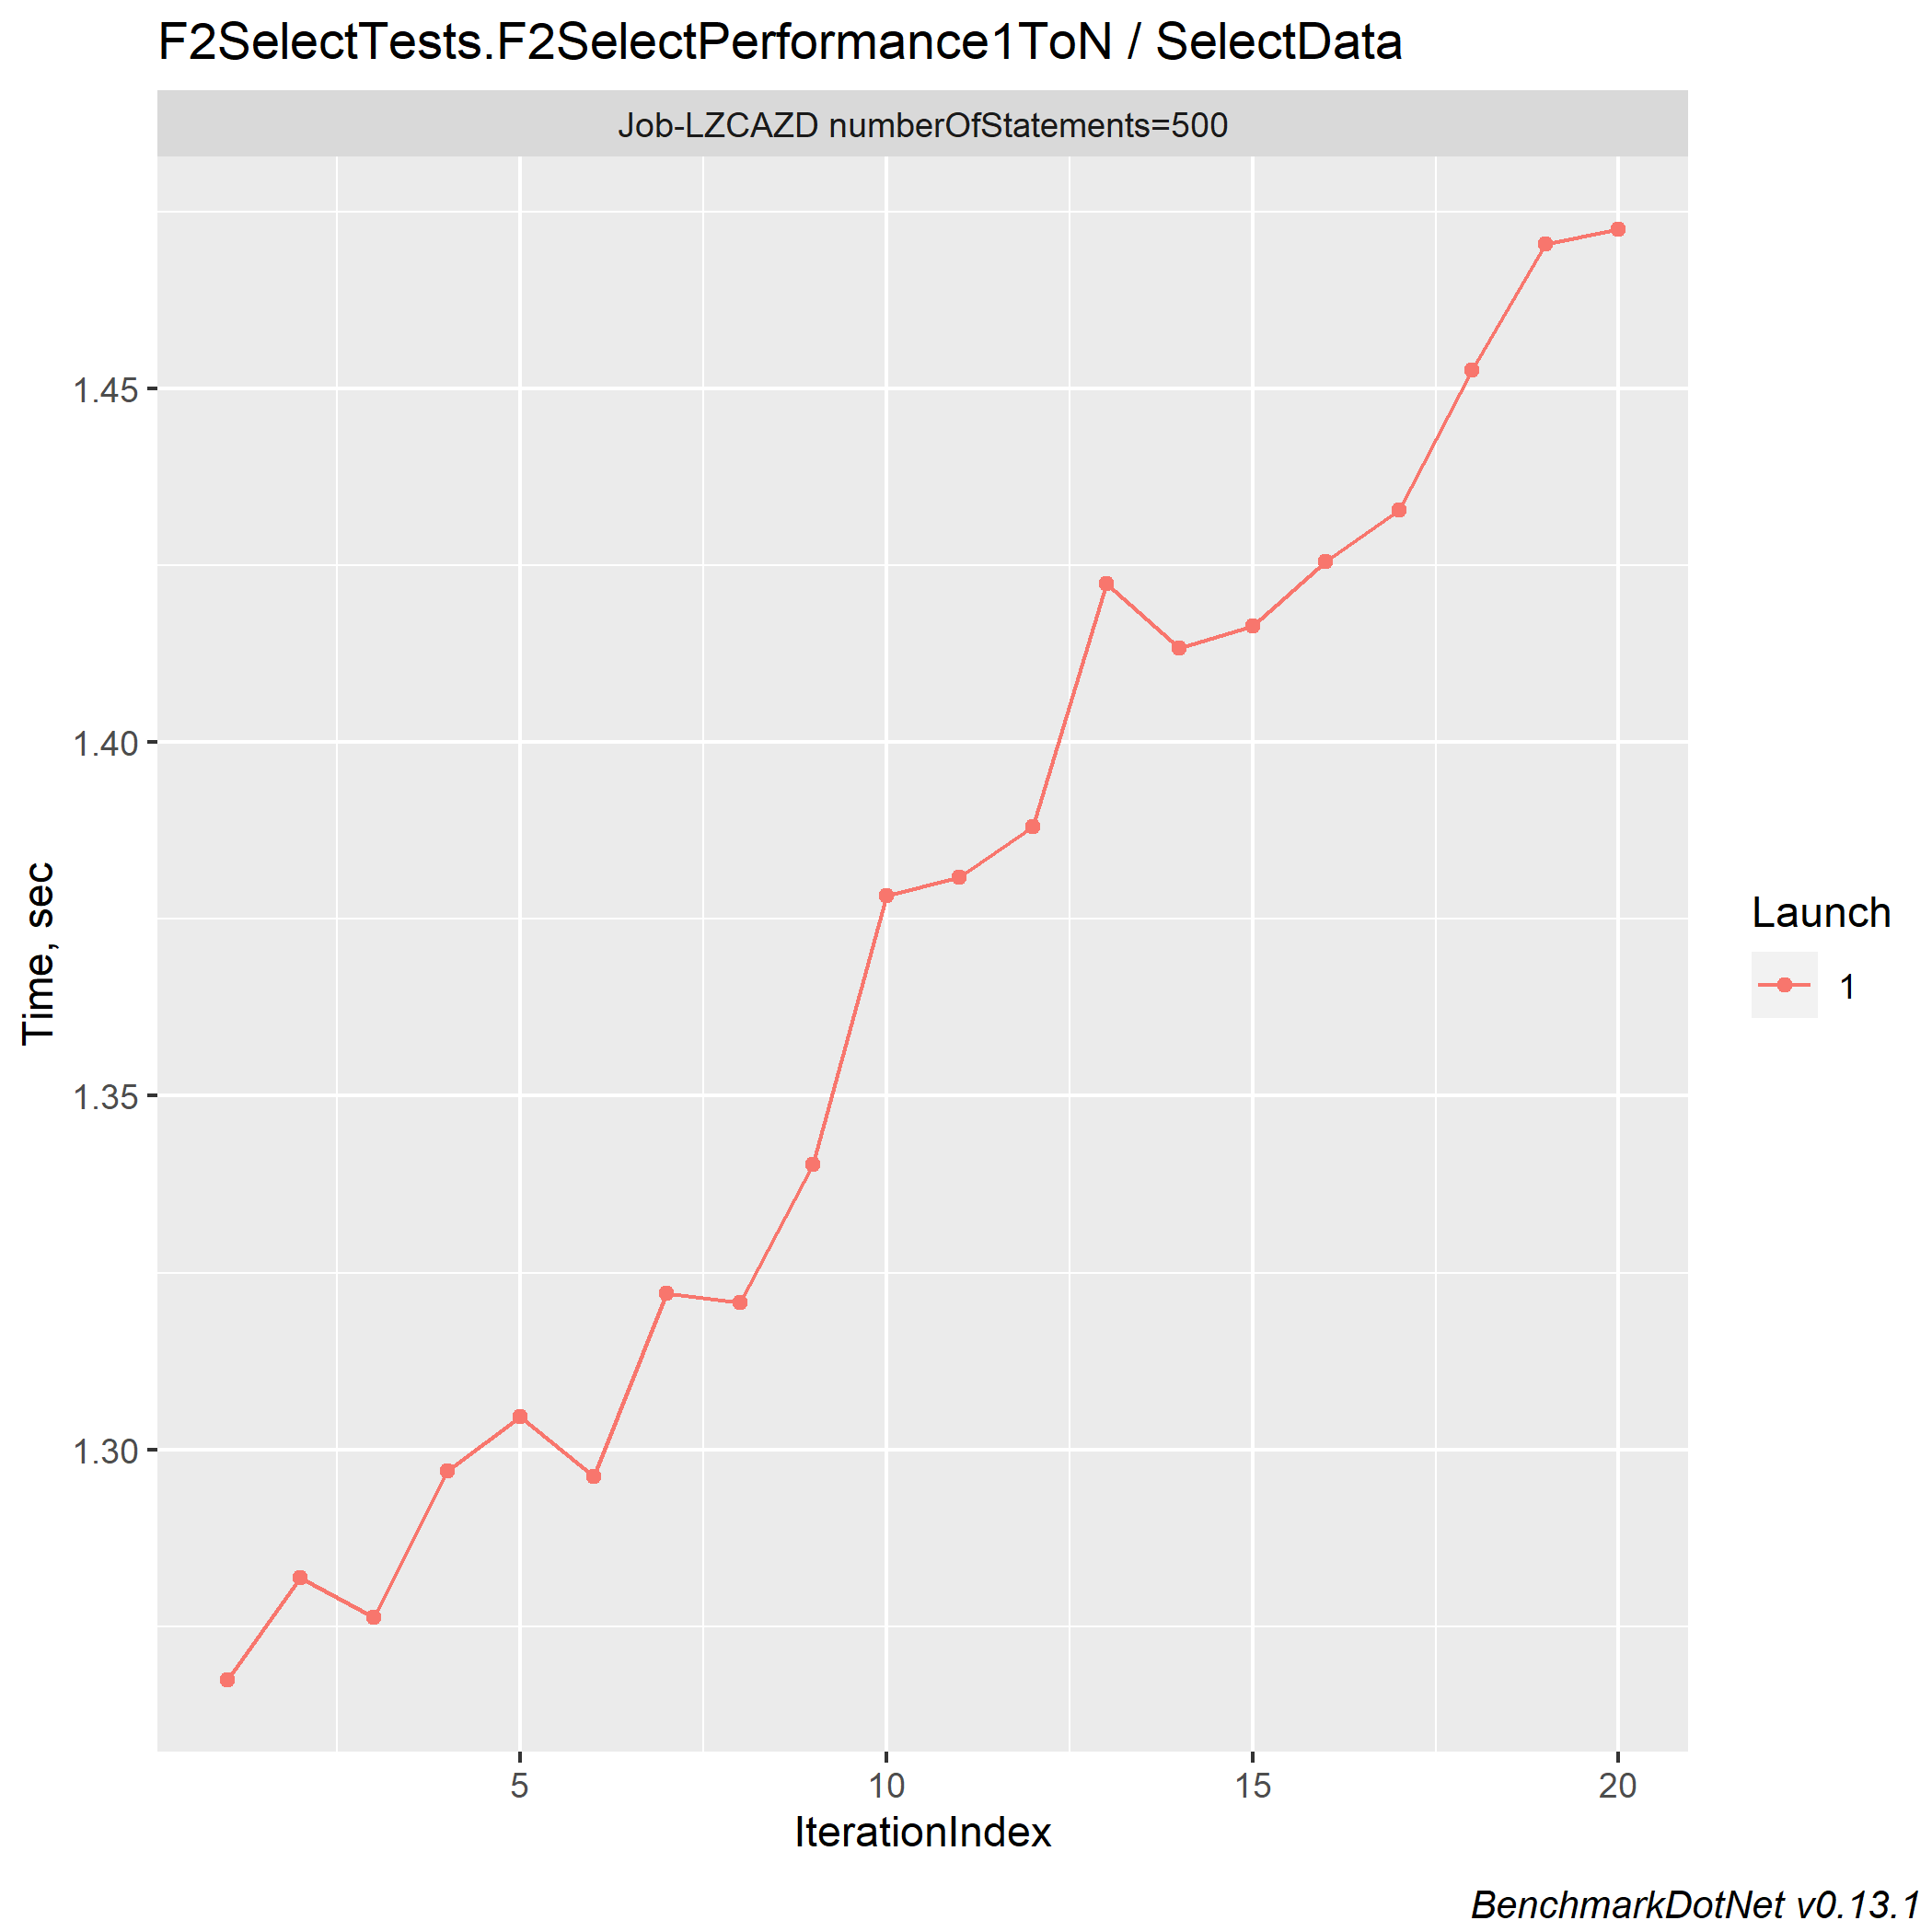 F2SelectTests.F2SelectPerformance1ToN / SelectData
Job-LZCAZD numberOfStatements=500
1.45
1.40
1.35
1.30
Time, sec
5
10
15
20
IterationIndex
Launch
1
BenchmarkDotNet v0.13.1